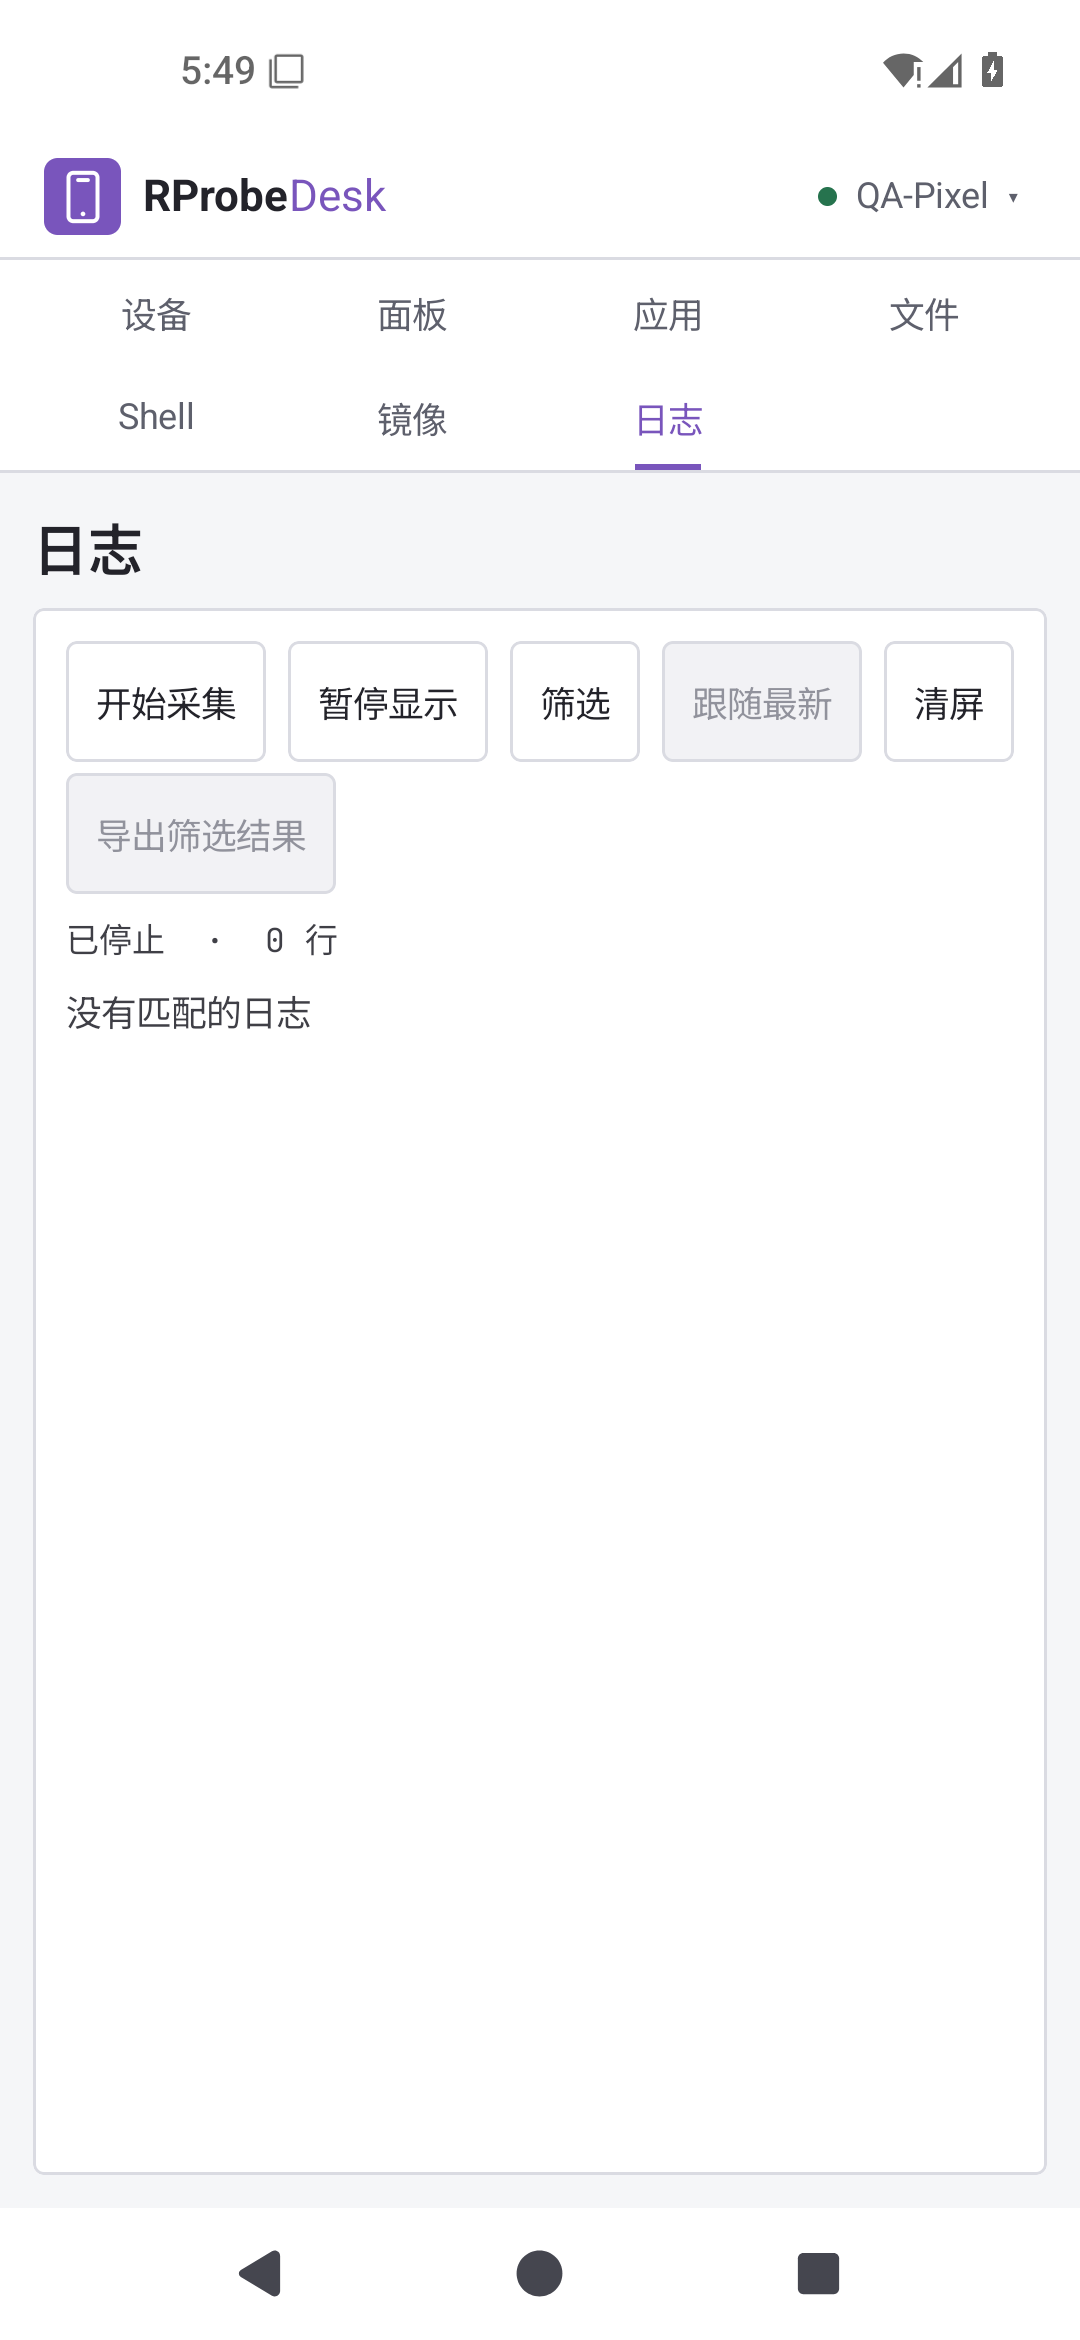 5:49
RProbeDesk
QA-Pixel ▾
设备 面板 应用 文件
Shell 镜像 日志
日志
开始采集 暂停显示 筛选 跟随最新 清屏
导出筛选结果
已停止 · 0 行
没有匹配的日志